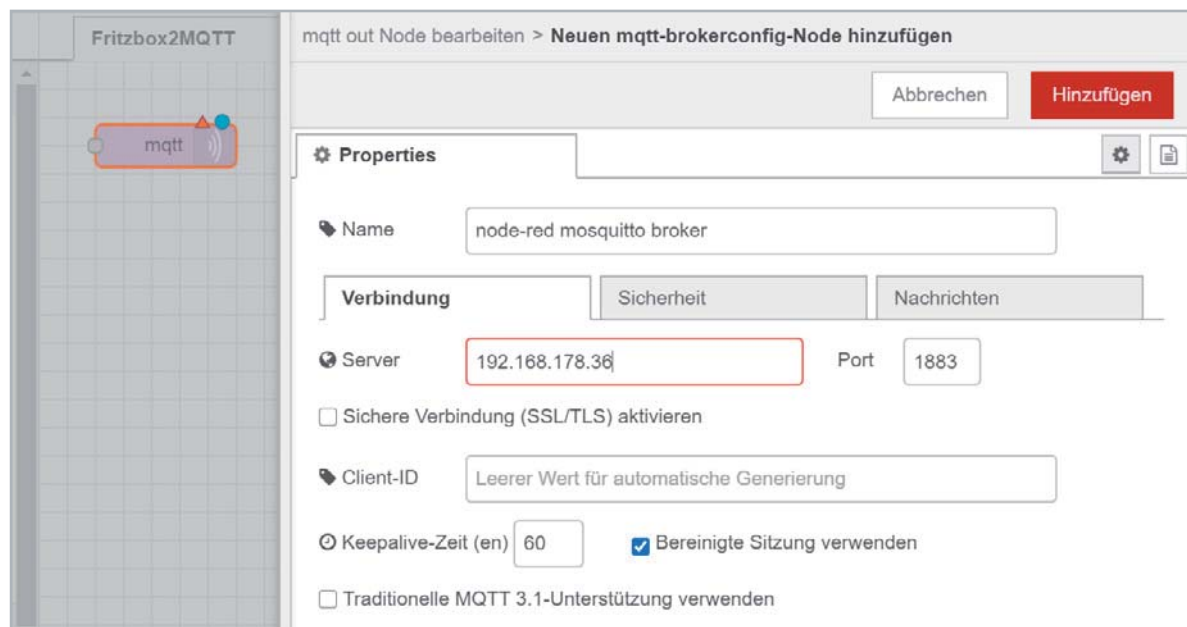 Fritzbox2MQTT
mqtt
mqtt out Node bearbeiten > Neuen mqtt-brokerconfig-Node hinzufügen
Abbrechen
Hinzufügen
Properties
Name node-red mosquitto broker
Verbindung Sicherheit Nachrichten
Server 192.168.178.36 Port 1883
Sichere Verbindung (SSL/TLS) aktivieren
Client-ID Leerer Wert für automatische Generierung
Keepalive-Zeit (en) 60 Bereinigte Sitzung verwenden
Traditionelle MQTT 3.1-Unterstützung verwenden